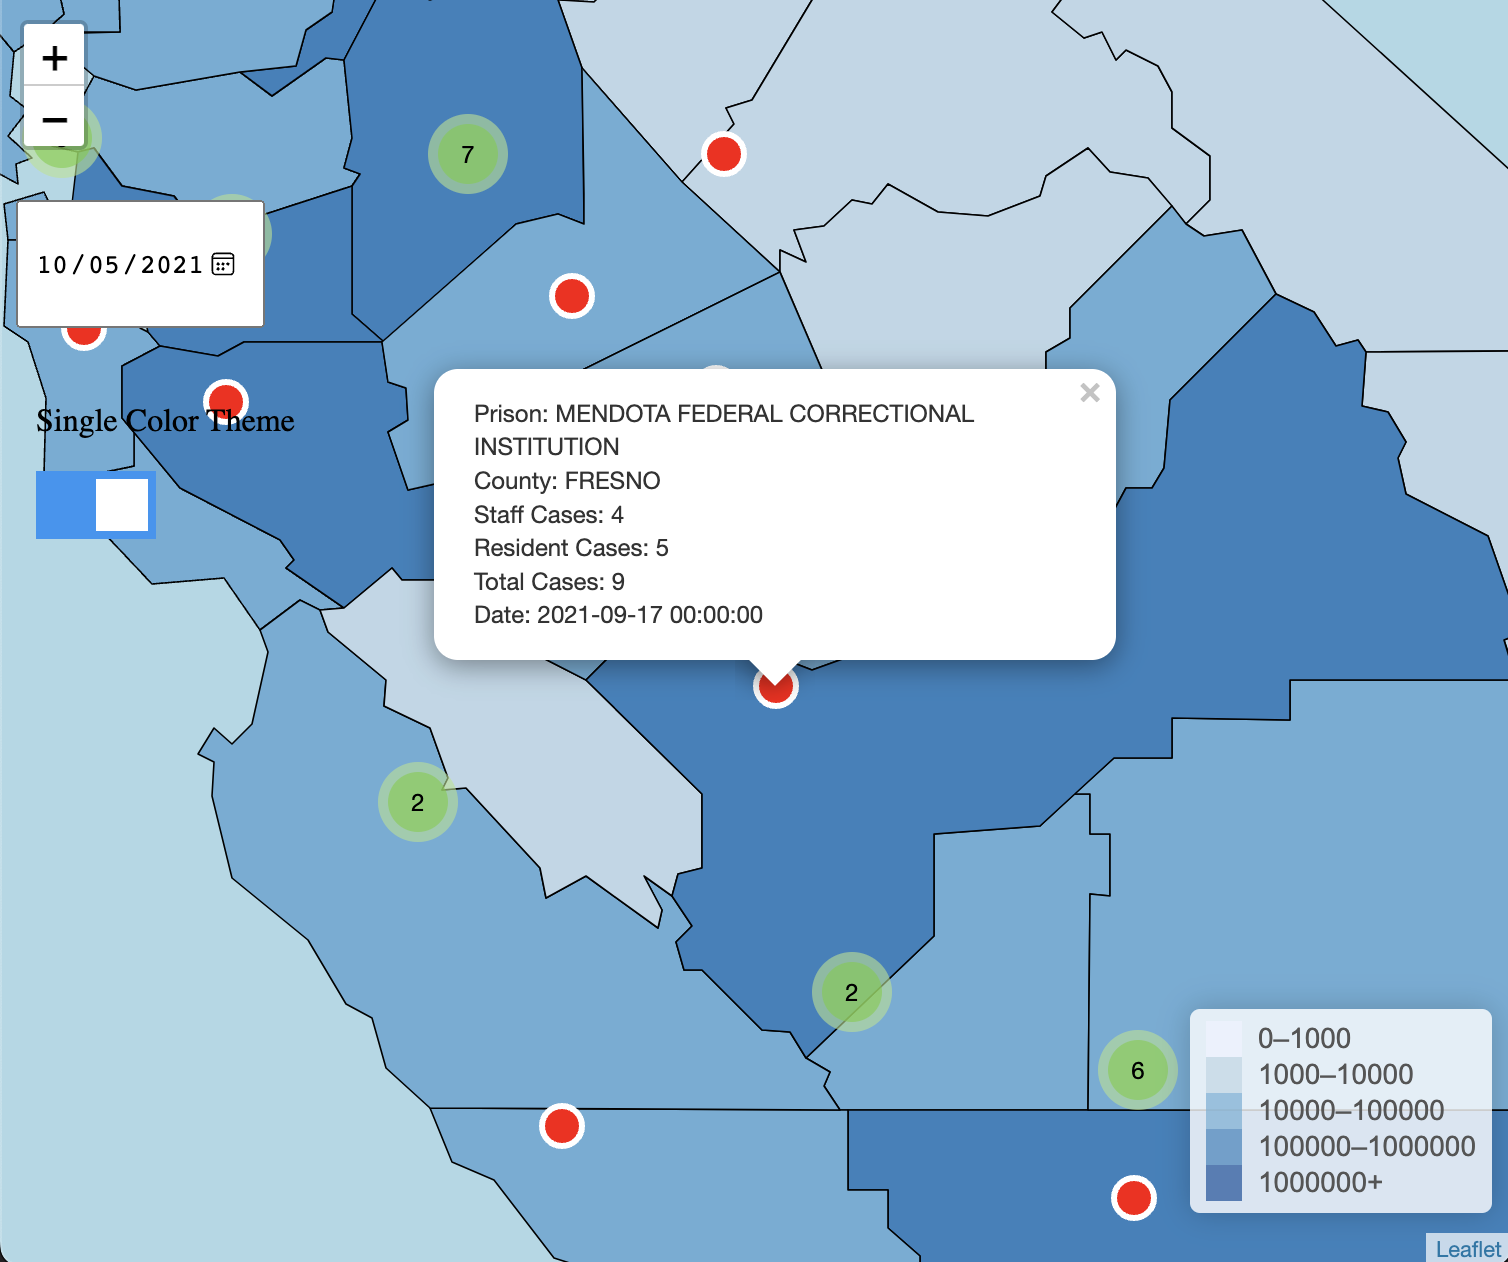 +
−
7
10/05/2021
Single Color Theme
×
Prison: MENDOTA FEDERAL CORRECTIONAL
INSTITUTION
County: FRESNO
Staff Cases: 4
Resident Cases: 5
Total Cases: 9
Date: 2021-09-17 00:00:00
2
2
6
0–1000
1000–10000
10000–100000
100000–1000000
1000000+
Leaflet